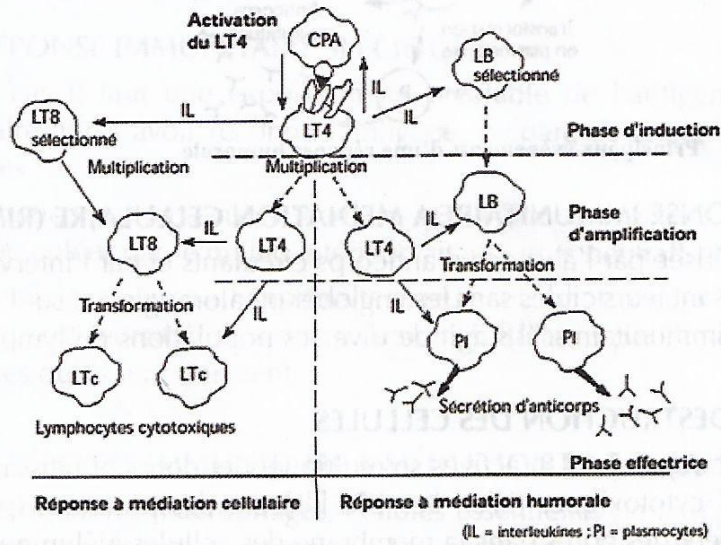 Activation
du LT4
CPA
LB
sélectionné
IL
IL
IL
LT8
sélectionné
LT4
Phase d'induction
Multiplication
Multiplication
LB
Phase
d'amplification
LT8
IL
LT4
LT4
IL
Transformation
Transformation
IL
IL
LTc
LTc
PI
PI
Lymphocytes cytotoxiques
Sécrétion d'anticorps
Phase effectrice
Réponse à médiation cellulaire
Réponse à médiation humorale
(IL = interleukines ; PI = plasmocytes)